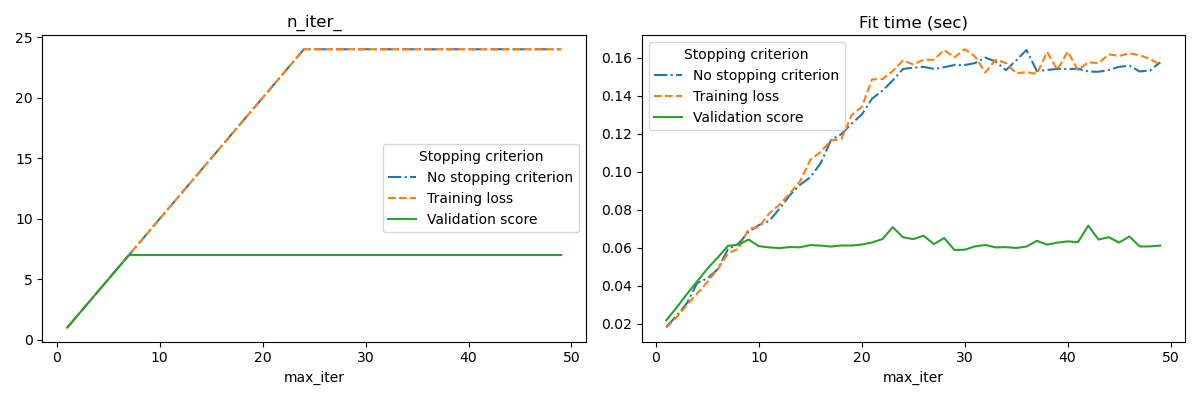 n_iter_
25
20
15
10
5
0
0 10 20 30 40 50
max_iter
Stopping criterion
No stopping criterion
Training loss
Validation score
Fit time (sec)
0.16
0.14
0.12
0.10
0.08
0.06
0.04
0.02
0 10 20 30 40 50
max_iter
Stopping criterion
No stopping criterion
Training loss
Validation score